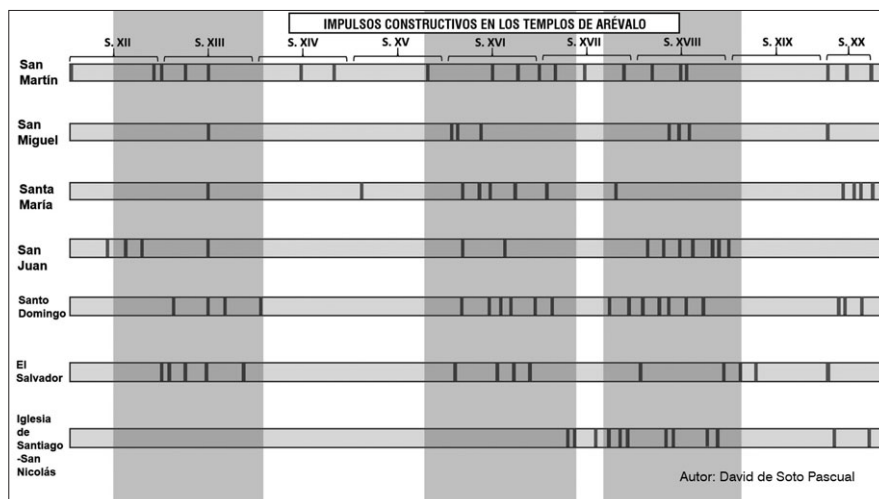 IMPULSOS CONSTRUCTIVOS EN LOS TEMPLOS DE ARÉVALO
S. XII S. XIII S. XIV S. XV S. XVI S. XVII S. XVIII S. XIX S. XX
San
Martín
San
Miguel
Santa
María
San
Juan
Santo
Domingo
El
Salvador
Iglesia
de
Santiago
-San
Nicolás
Autor: David de Soto Pascual